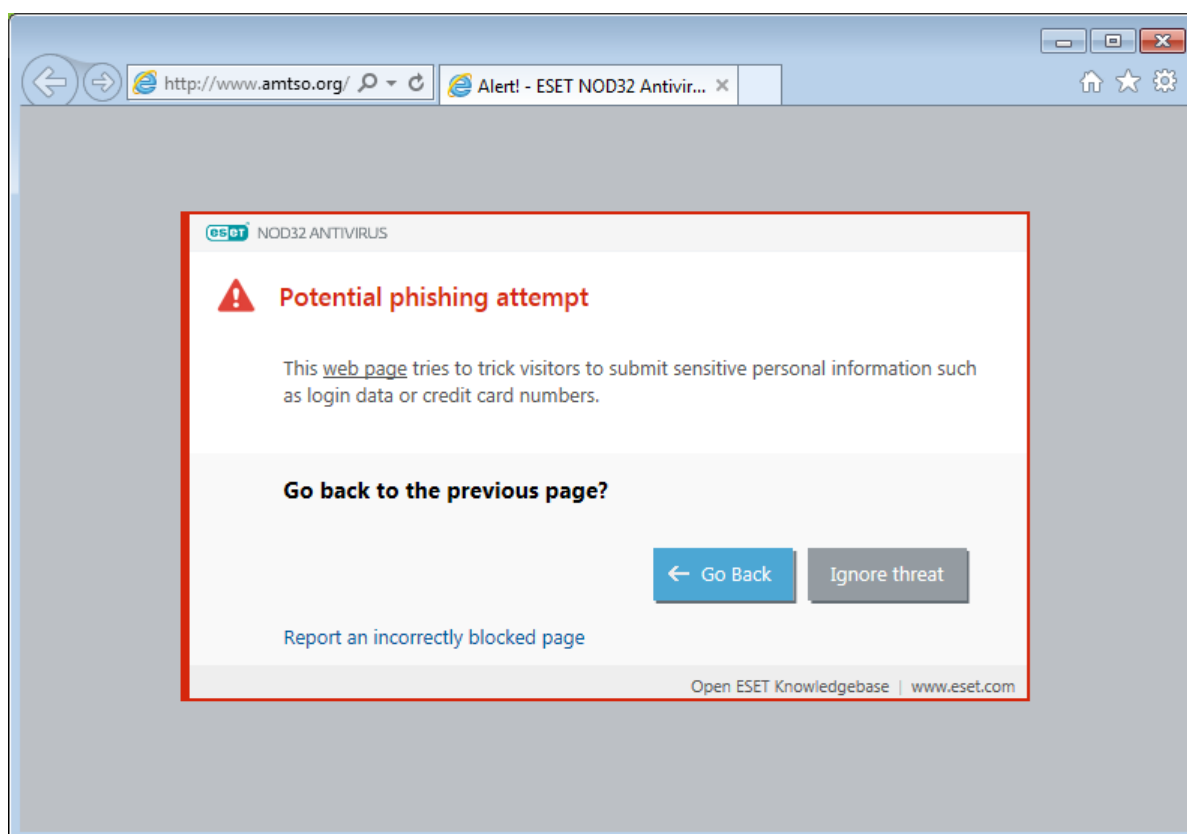 http://www.amtso.org/
Alert! - ESET NOD32 Antivir...
eset NOD32 ANTIVIRUS
Potential phishing attempt
This web page tries to trick visitors to submit sensitive personal information such
as login data or credit card numbers.
Go back to the previous page?
Go Back
Ignore threat
Report an incorrectly blocked page
Open ESET Knowledgebase | www.eset.com